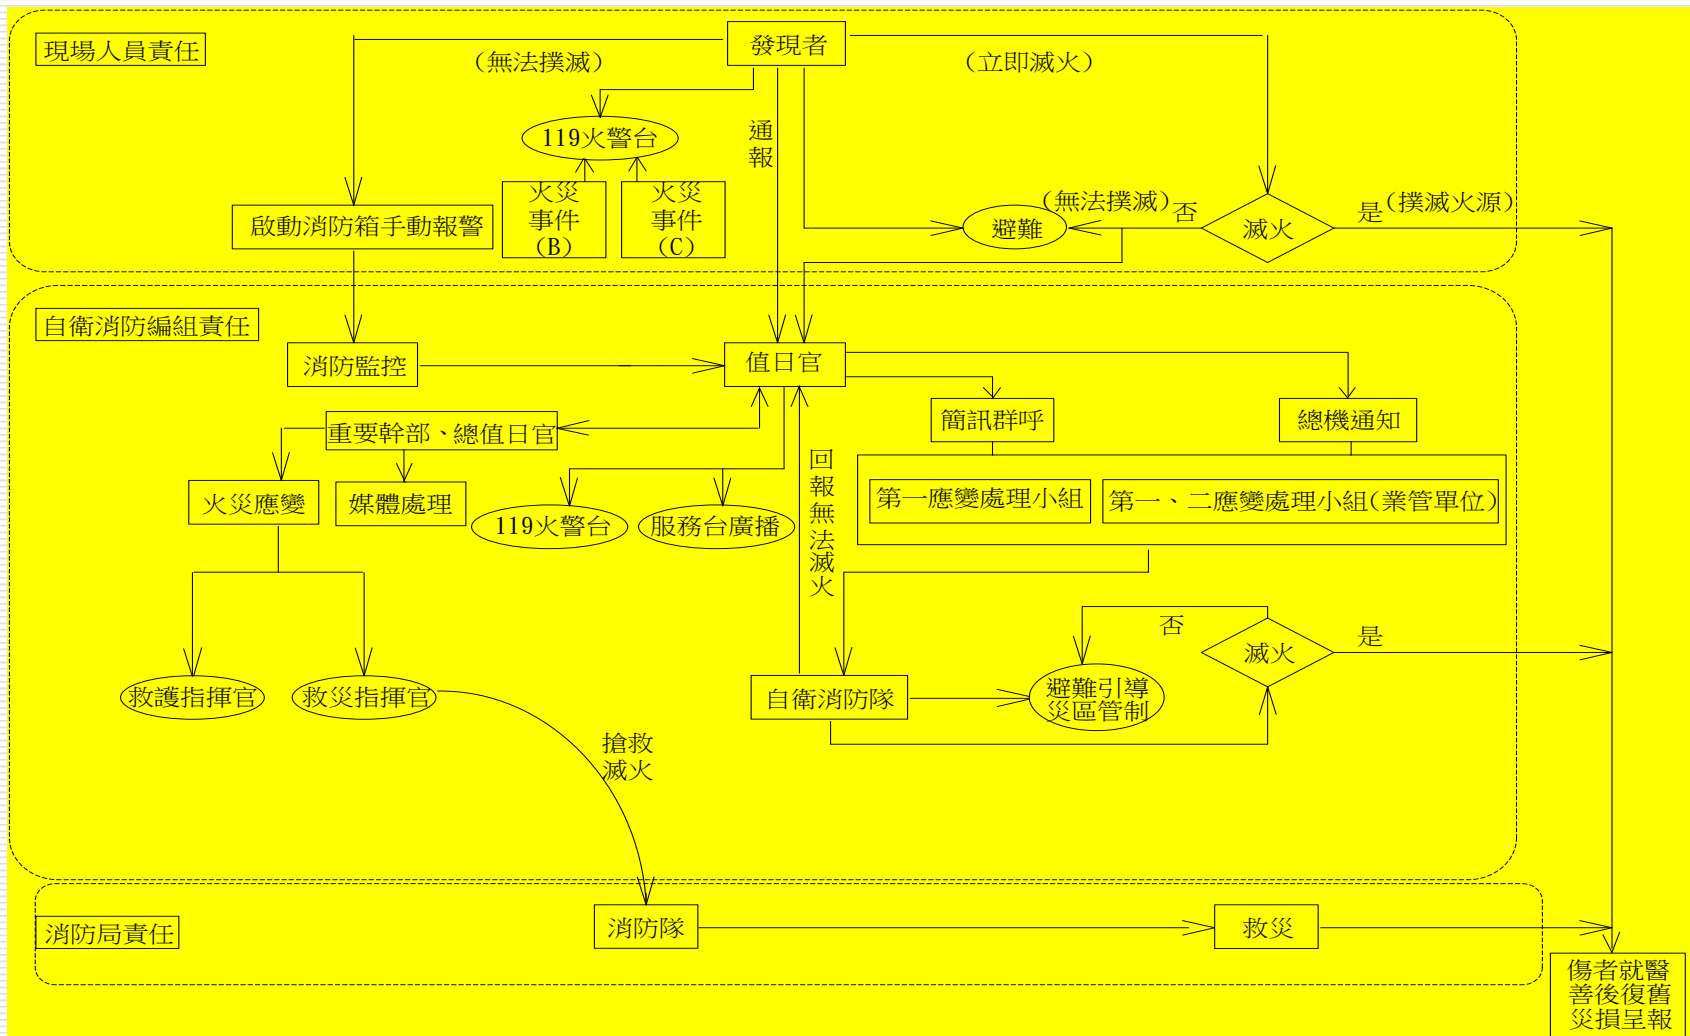 現場人員責任
發現者
(無法撲滅)
(立即滅火)
119火警台
通
報
火災
事件
(B)
火災
事件
(C)
啟動消防箱手動報警
避難
(無法撲滅)
否
滅火
是
(撲滅火源)
自衛消防編組責任
消防監控
值日官
重要幹部、總值日官
簡訊群呼
總機通知
火災應變
媒體處理
119火警台
服務台廣播
回
報
無
法
滅
火
第一應變處理小組
第一、二應變處理小組(業管單位)
否
滅火
是
救護指揮官
救災指揮官
自衛消防隊
避難引導
災區管制
搶救
滅火
消防局責任
消防隊
救災
傷者就醫
善後復舊
災損呈報